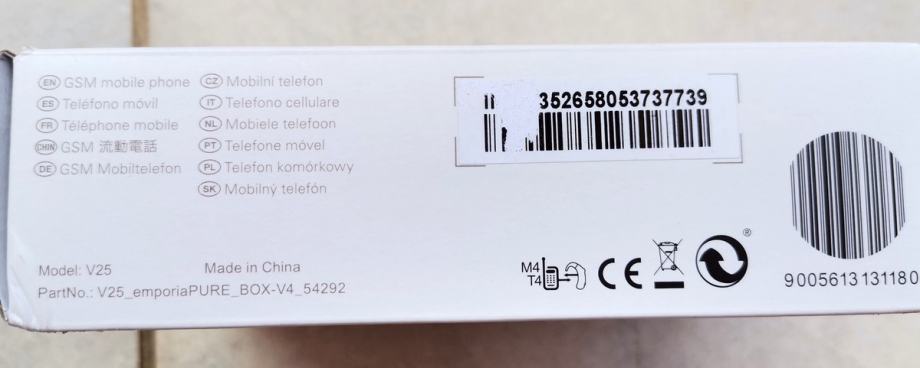 EN GSM mobile phone
ES Teléfono móvil
FR Téléphone mobile
CHIN GSM 流動電話
DE GSM Mobiltelefon
CZ Mobilní telefon
IT Telefono cellulare
NL Mobiele telefoon
PT Telefone móvel
PL Telefon komórkowy
SK Mobilný telefón
352658053737739
Model: V25 Made in China
PartNo.: V25_emporiaPURE_BOX-V4_54292
M4
T4
CE
®
9005613131180